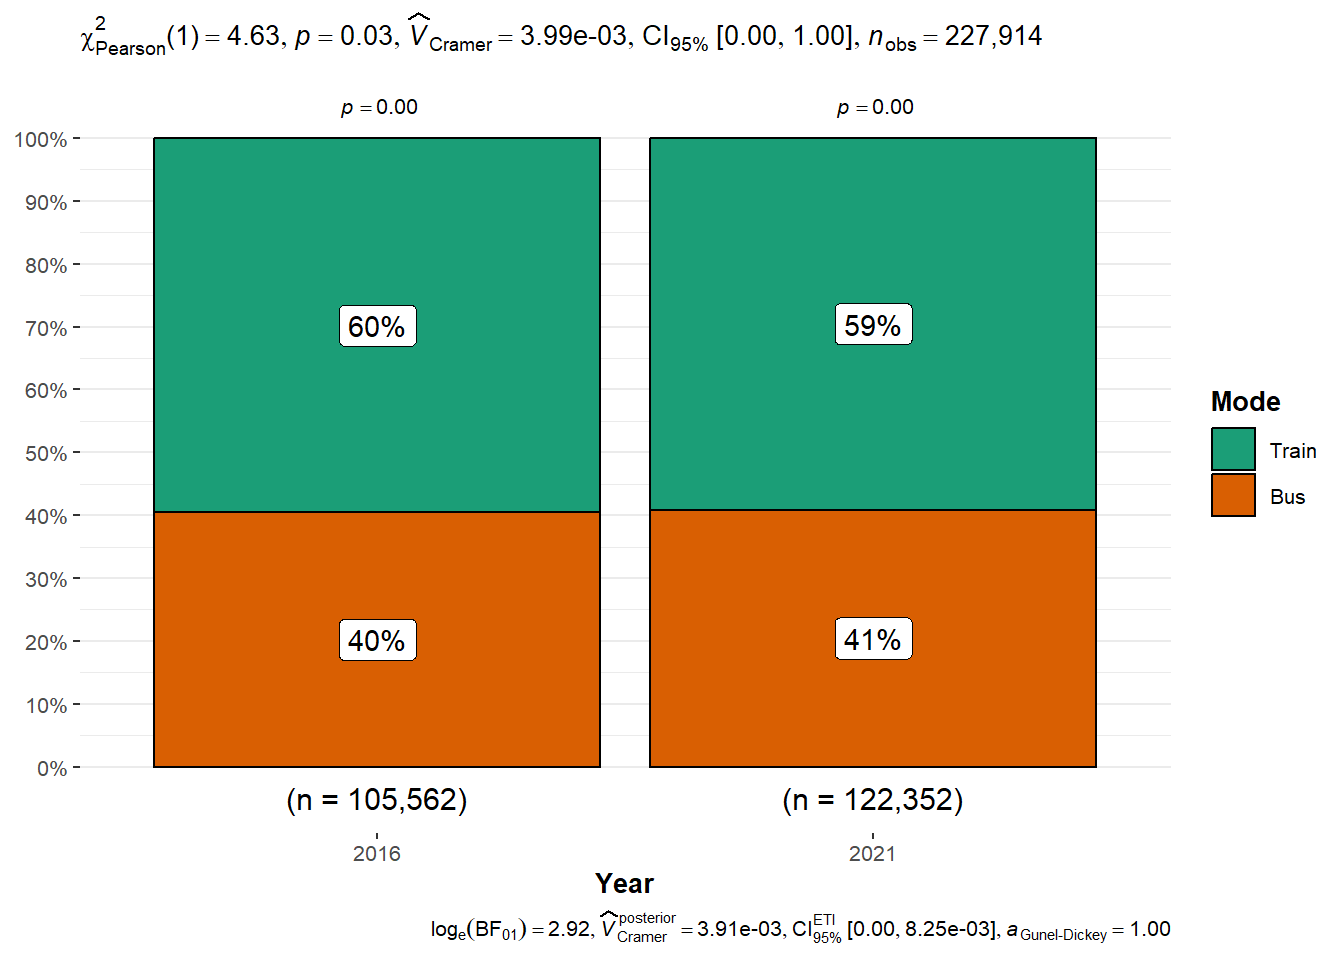 χ²Pearson(1) = 4.63, p = 0.03, V̂Cramer = 3.99e-03, CI95% [0.00, 1.00], nobs = 227,914
p = 0.00 p = 0.00
100%
90%
80%
70%
60%
50%
40%
30%
20%
10%
0%
60% 59%
40% 41%
(n = 105,562) (n = 122,352)
2016 2021
Year
Mode
Train
Bus
loge(BF01) = 2.92, V̂posterior Cramer = 3.91e-03, CI ETI 95% [0.00, 8.25e-03], aGunel-Dickey = 1.00